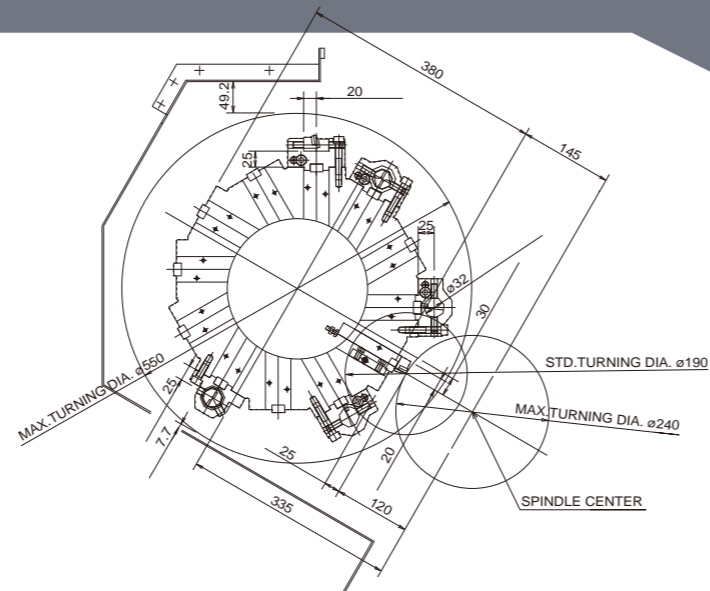 380
145
49.2
20
25
25
ø32
30
STD.TURNING DIA. ø190
MAX.TURNING DIA. ø550
MAX.TURNING DIA. ø240
25
7.7
25
20
120
335
SPINDLE CENTER